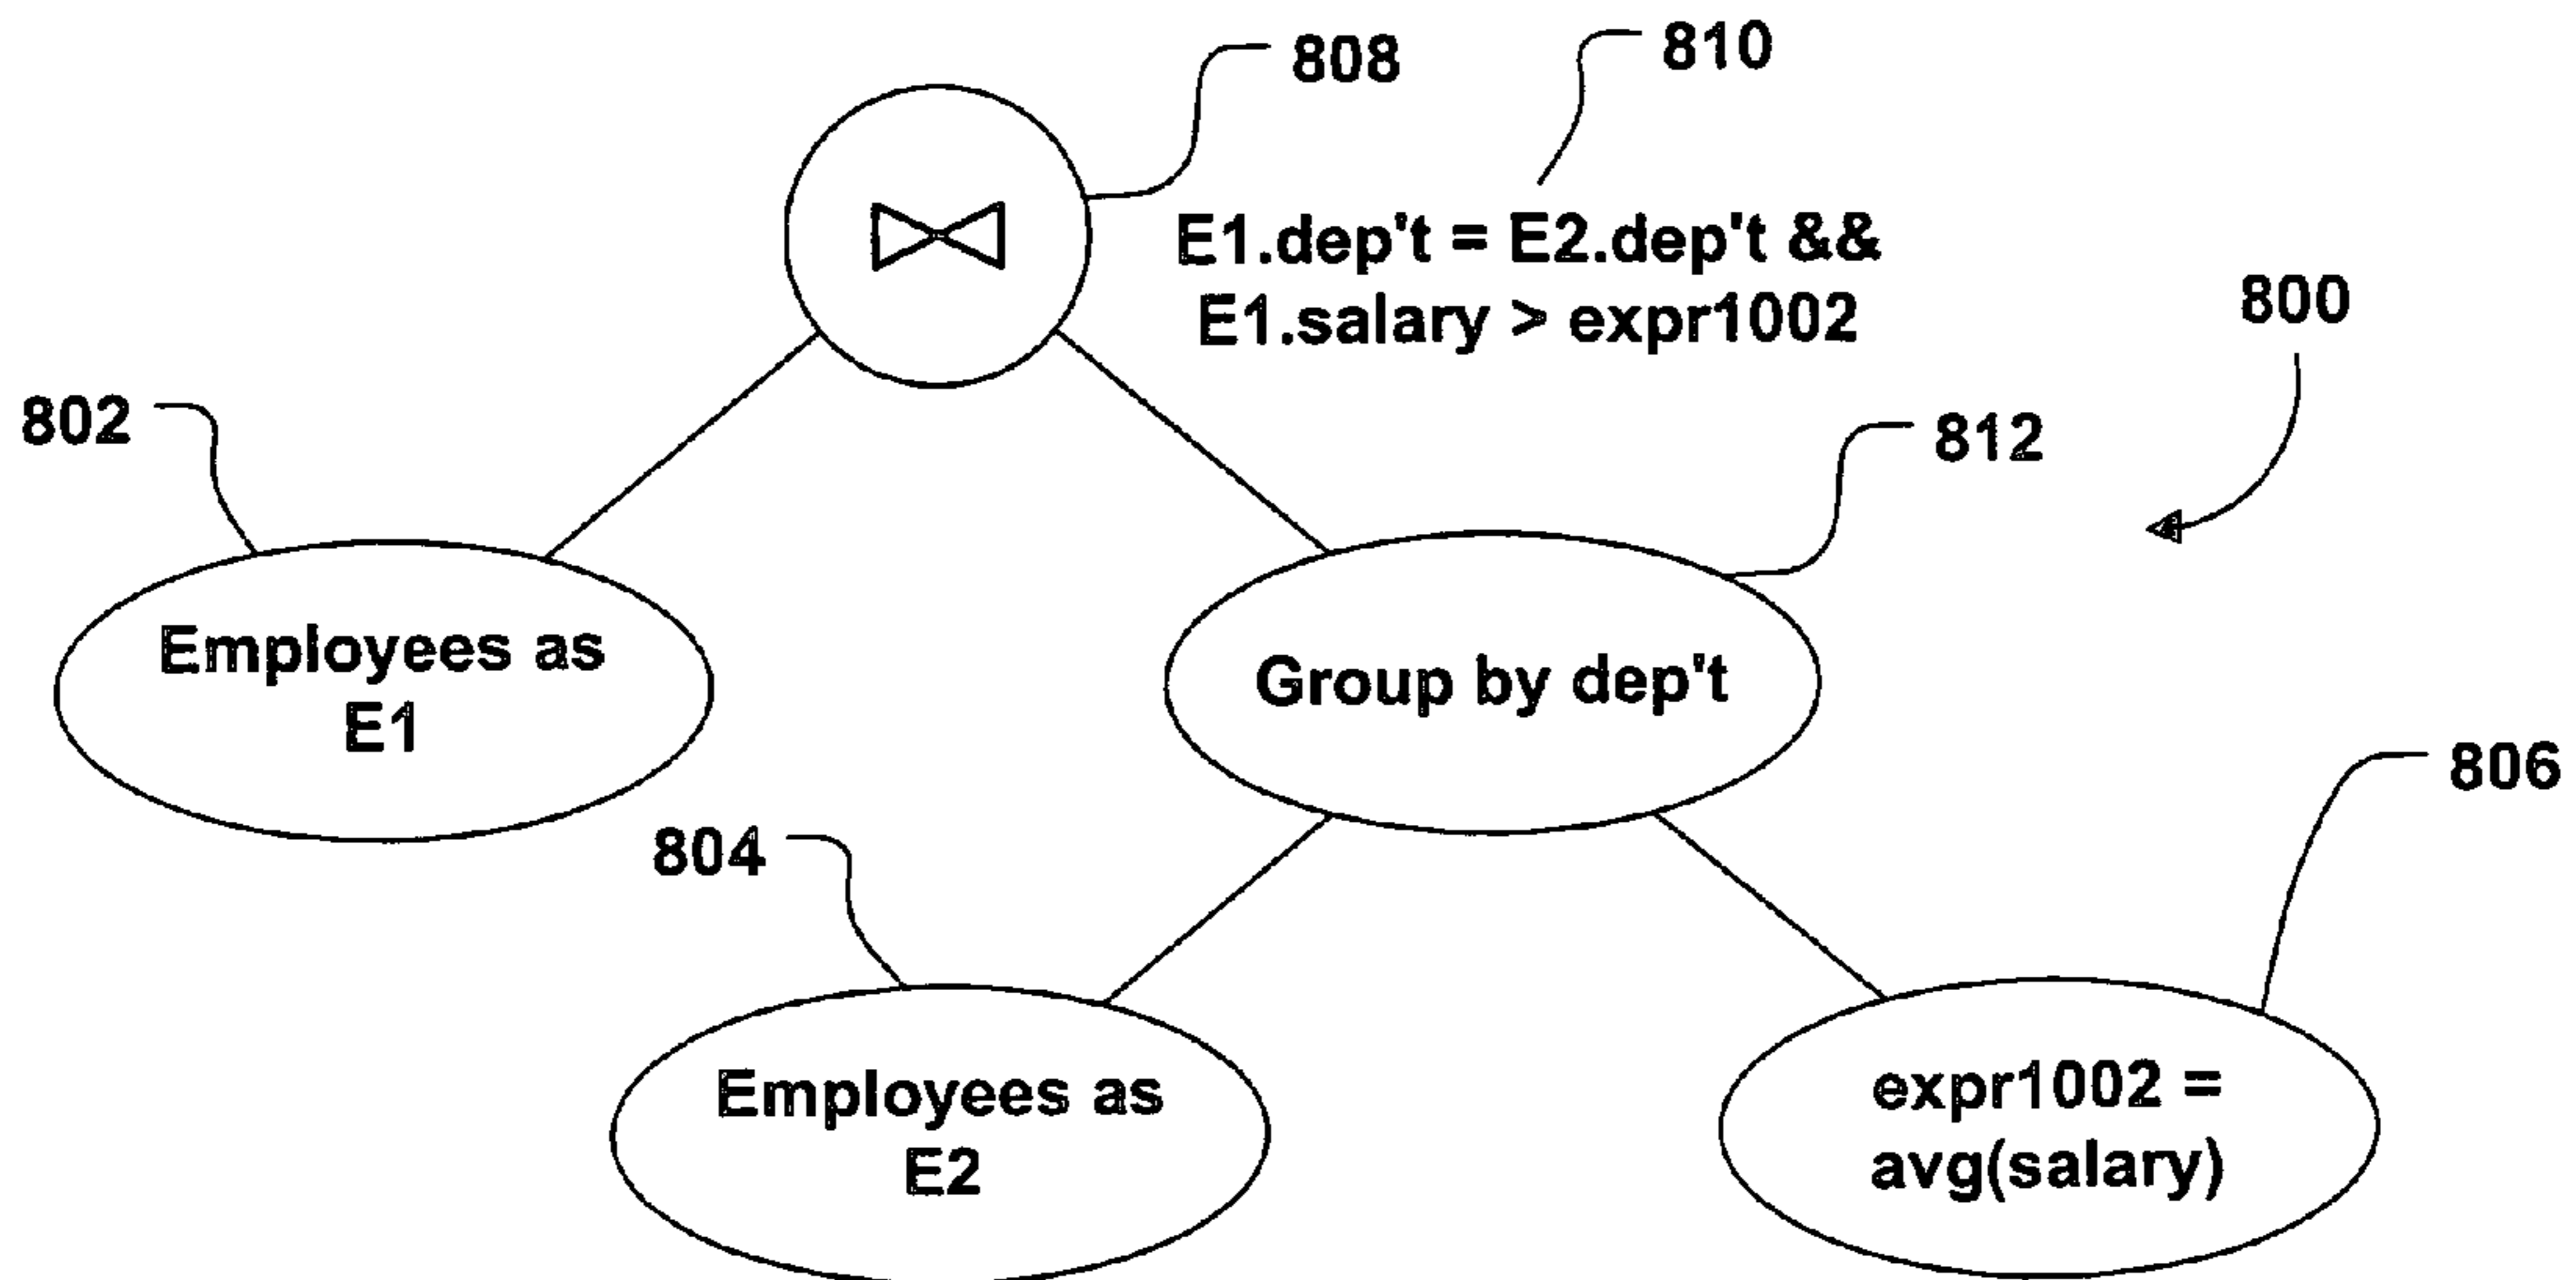 808
810
E1.dep't = E2.dep't &&
E1.salary > expr1002
800
802
812
Employees as
E1
Group by dep't
806
804
Employees as
E2
expr1002 =
avg(salary)